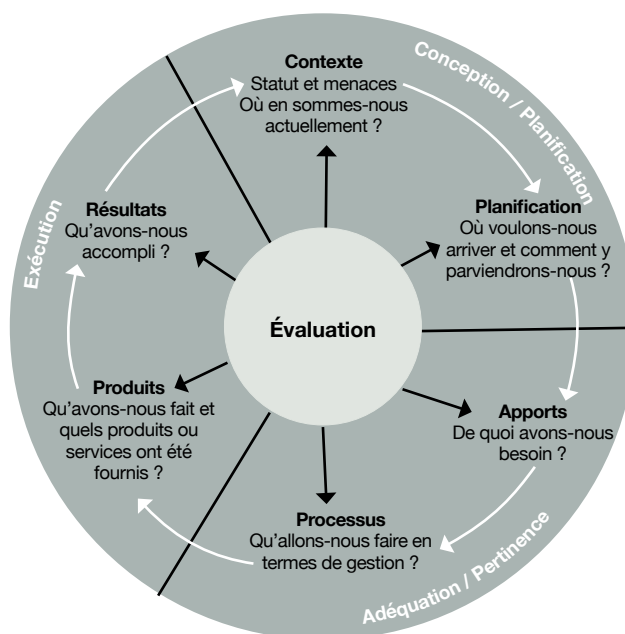 Conception / Planification
Contexte
Statut et menaces
Où en sommes-nous
actuellement ?
Planification
Où voulons-nous
arriver et comment y
parviendrons-nous ?
Apports
De quoi avons-nous
besoin ?
Adéquation / Pertinence
Processus
Qu'allons-nous faire en
termes de gestion ?
Produits
Qu'avons-nous fait et
quels produits ou
services ont été
fournis ?
Exécution
Résultats
Qu'avons-nous
accompli ?
Évaluation